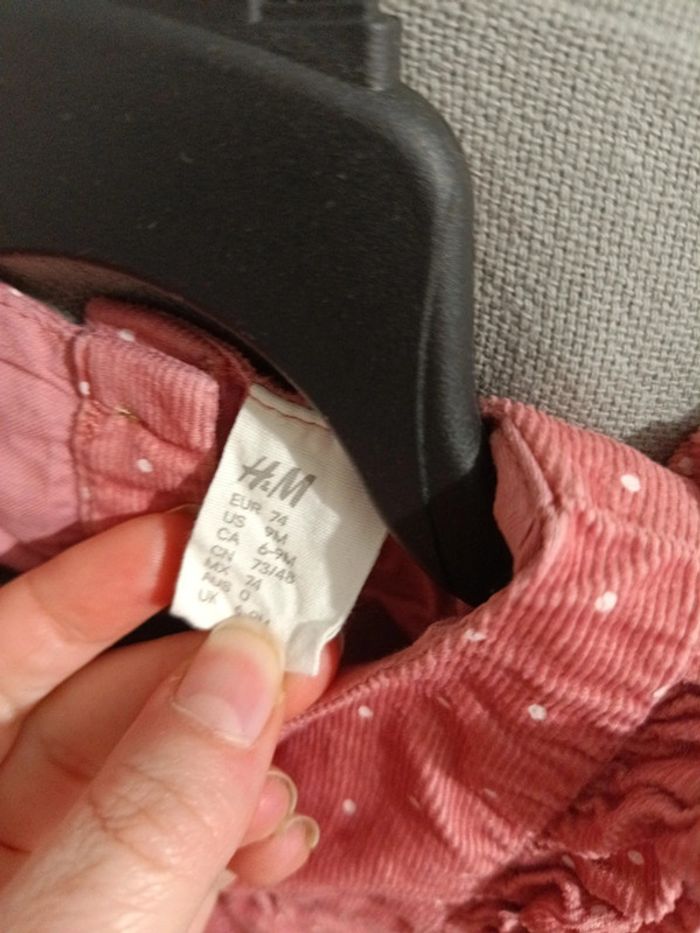 H&M
EUR 74
US 9M
CA 6-9M
CN 73/48
MX 74
AUS 0
UK